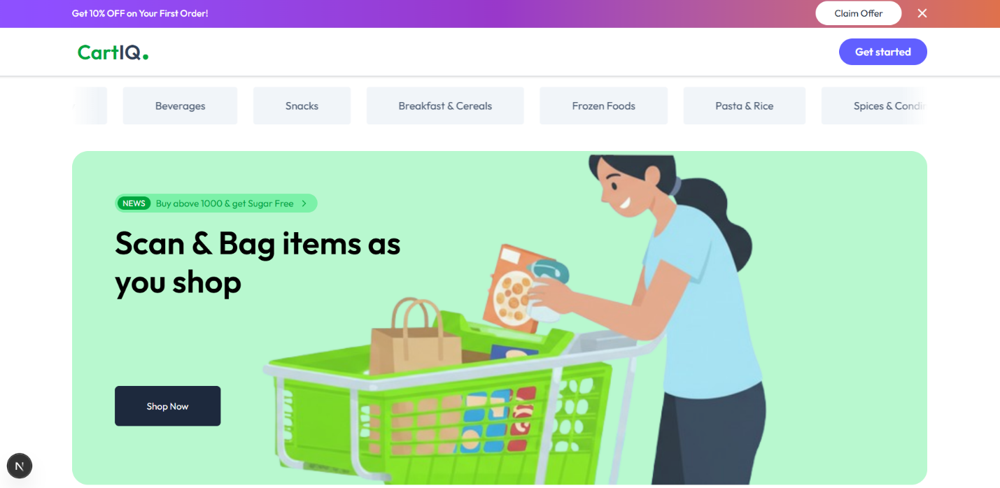 Get 10% OFF on Your First Order!
Claim Offer
CartIQ.
Get started
Beverages
Snacks
Breakfast & Cereals
Frozen Foods
Pasta & Rice
Spices &
NEWS Buy above 1000 & get Sugar Free
Scan & Bag items as
you shop
Shop Now
N